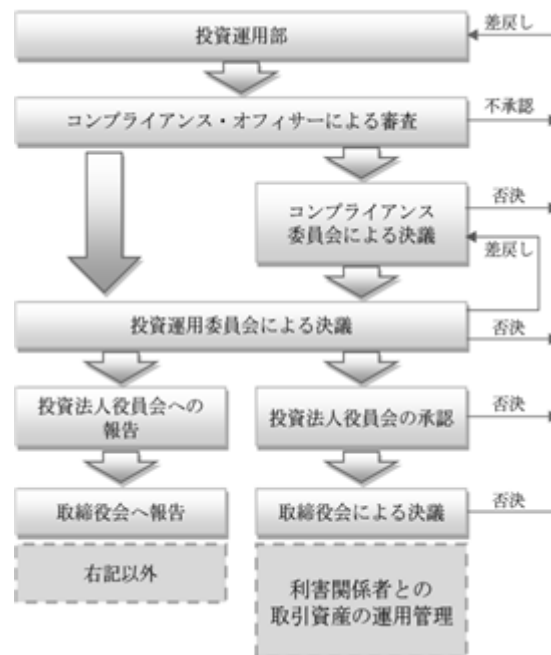 投資運用部
差戻し
コンプライアンス・オフィサーによる審査
不承認
コンプライアンス
委員会による決議
否決
差戻し
投資運用委員会による決議
否決
投資法人役員会への
報告
投資法人役員会の承認
否決
取締役会へ報告
取締役会による決議
否決
右記以外
利害関係者との
取引資産の運用管理